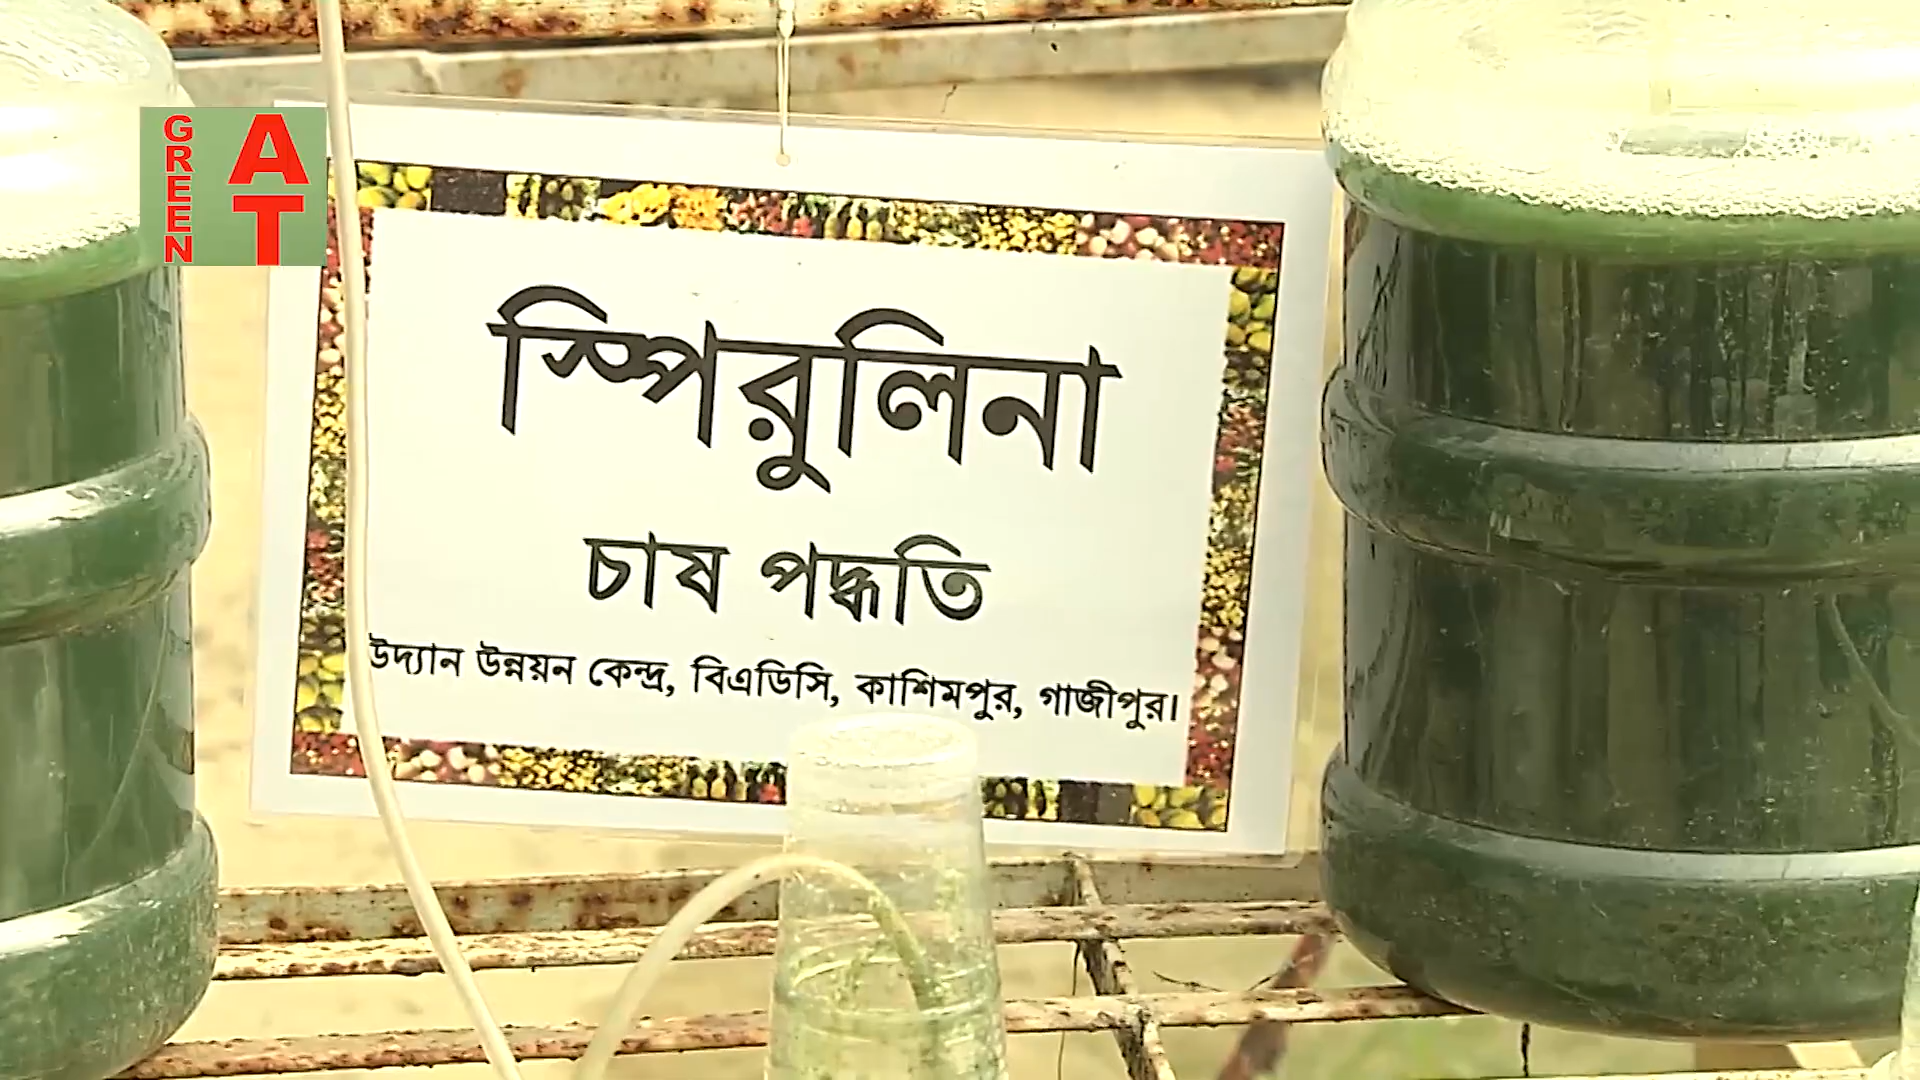 GREEN
AT
স্পিরুলিনা
চাষ পদ্ধতি
উদ্যান উন্নয়ন কেন্দ্র, বিএডিসি, কাশিমপুর, গাজীপুর।